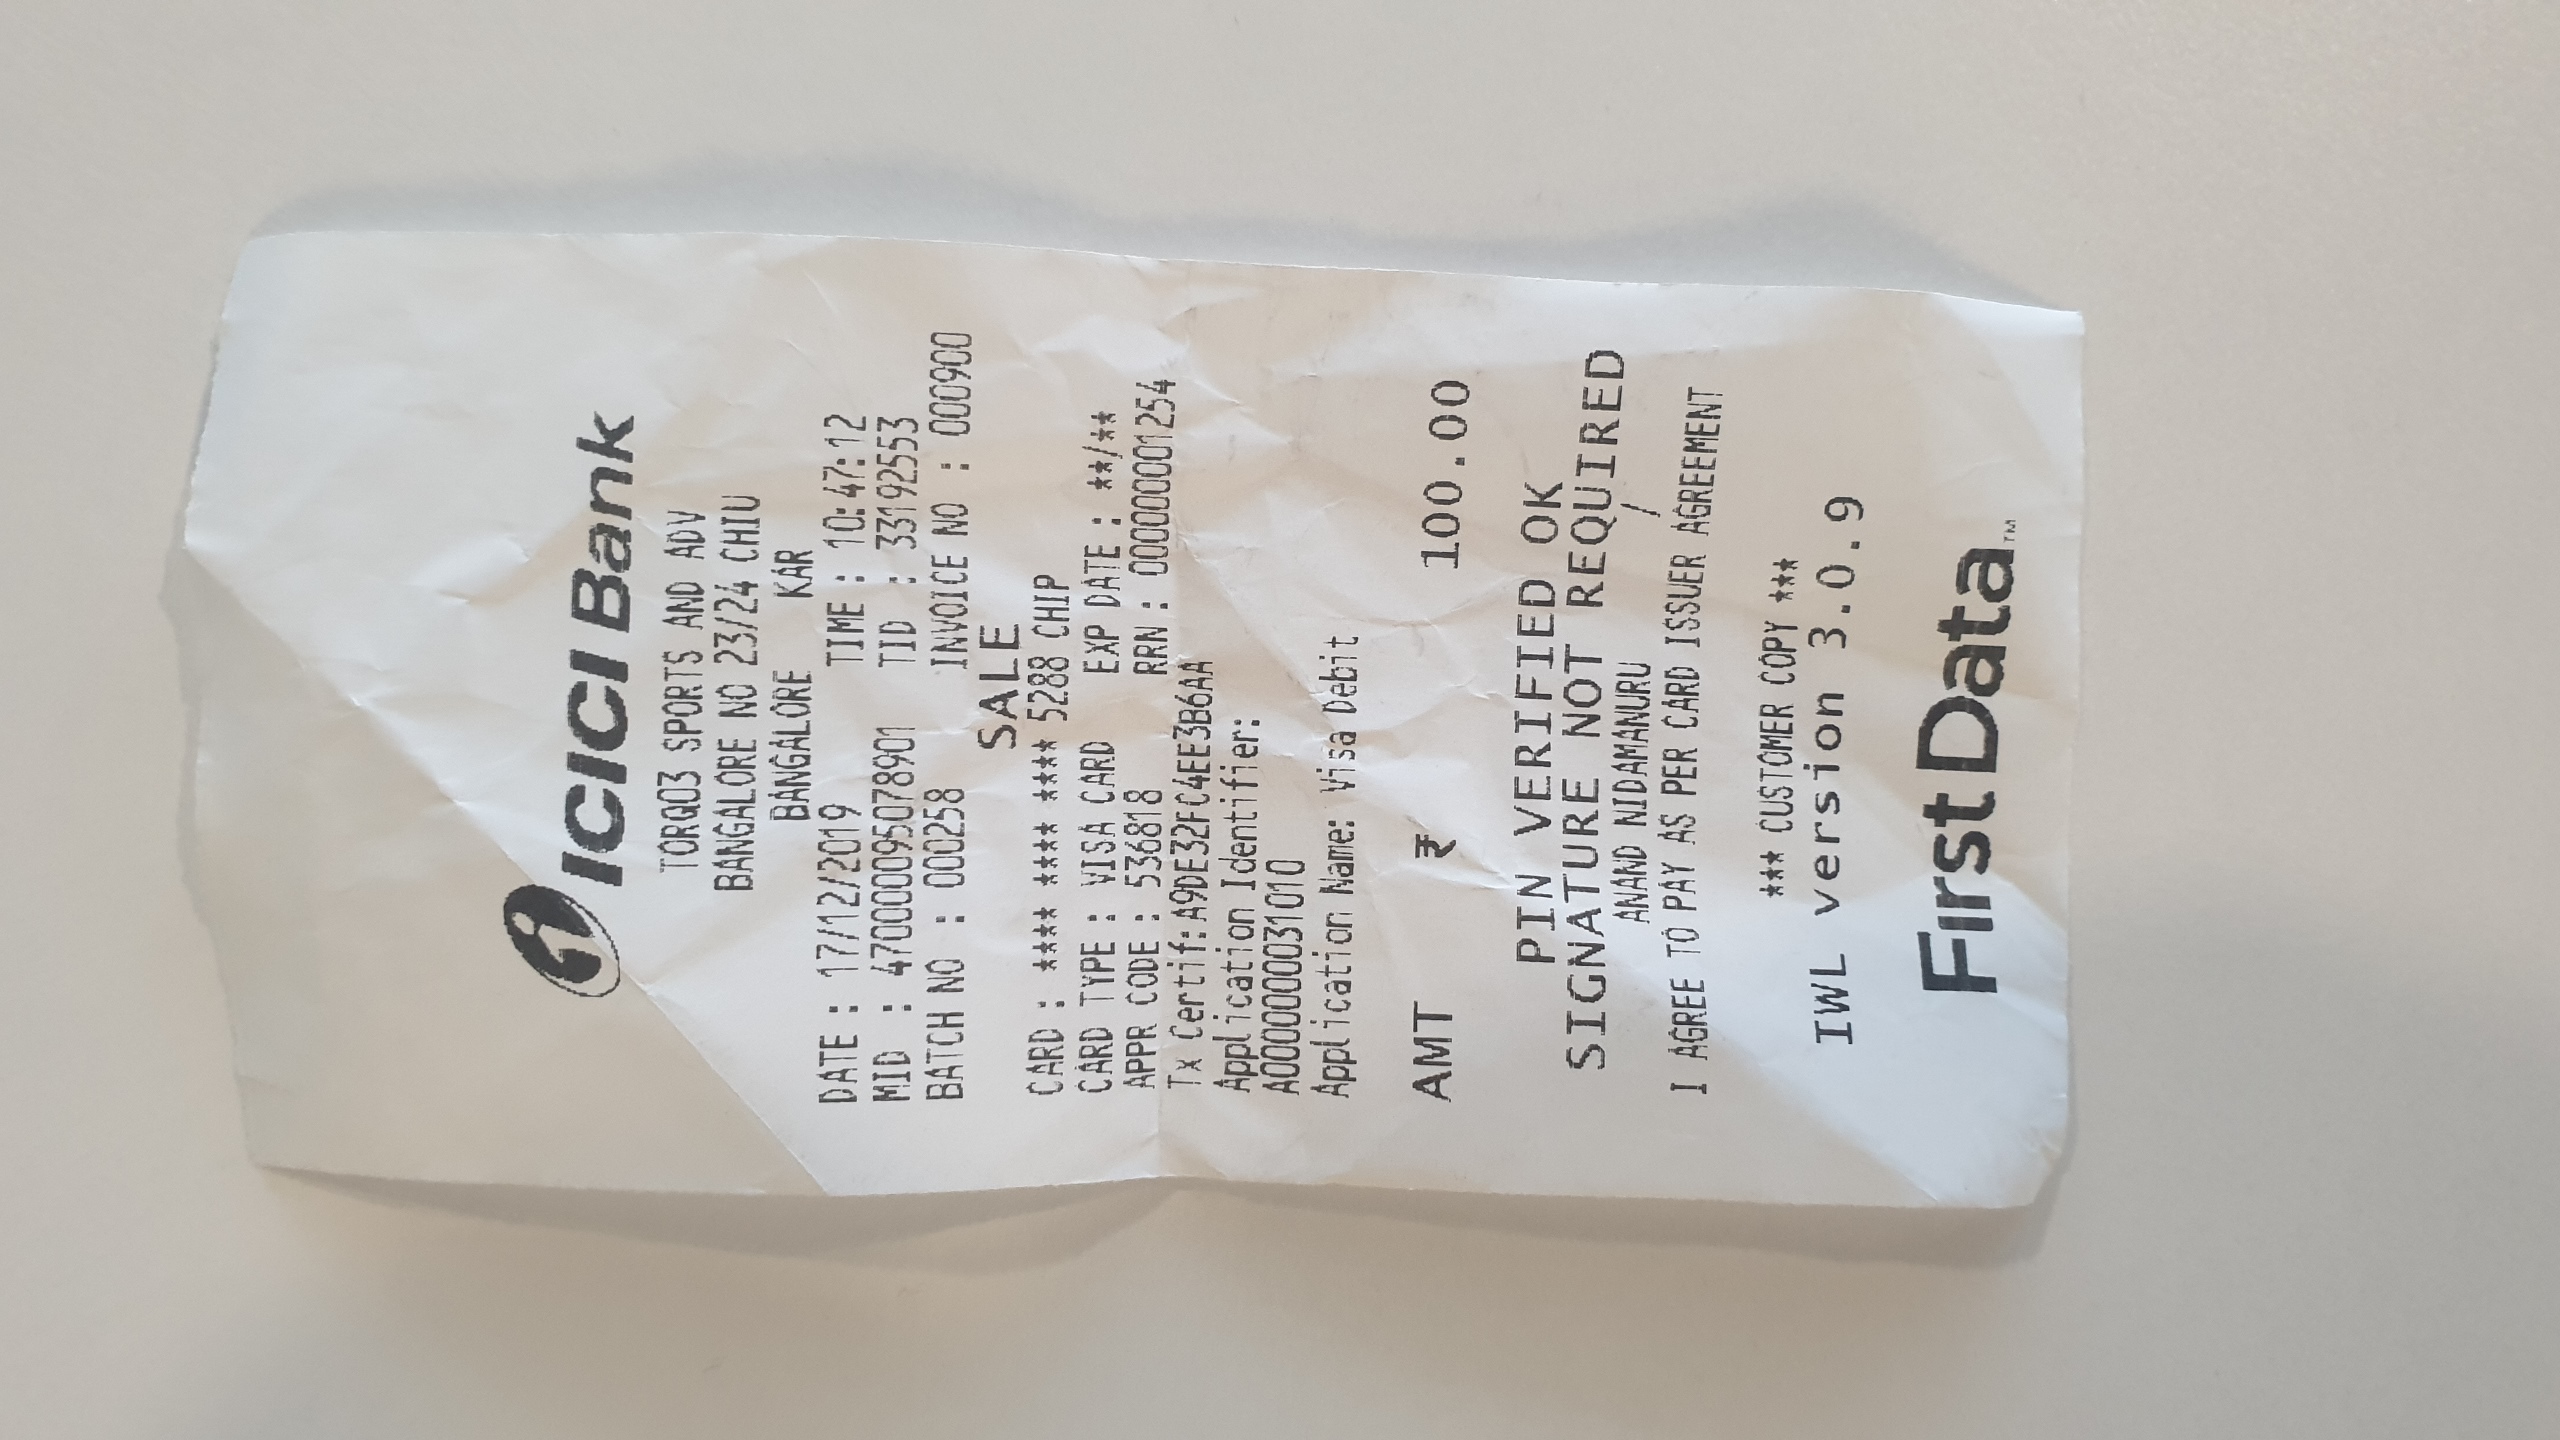 ICICI Bank
TORQ03 SPORTS AND ADV
BANGALORE NO 23/24 CHIU
BANGALORE KAR
DATE : 17/12/2019 TIME : 10:47:12
MID : 470000095078901 TID : 33192553
BATCH NO : 000258 INVOICE NO : 000900
SALE
CARD : **** **** **** 5288 CHIP
CARD TYPE : VISA CARD EXP DATE : **/**
APPR CODE : 536818 RRN : 000000001254
Tx Certif:A9DE32FC4EE3B6AA
Application Identifier:
A0000000031010
Application Name: Visa Debit
AMT ₹ 100.00
PIN VERIFIED OK
SIGNATURE NOT REQUIRED
ANAND NIDAMANURU /
I AGREE TO PAY AS PER CARD ISSUER AGREEMENT
*** CUSTOMER COPY ***
IWL version 3.0.9
First Data™